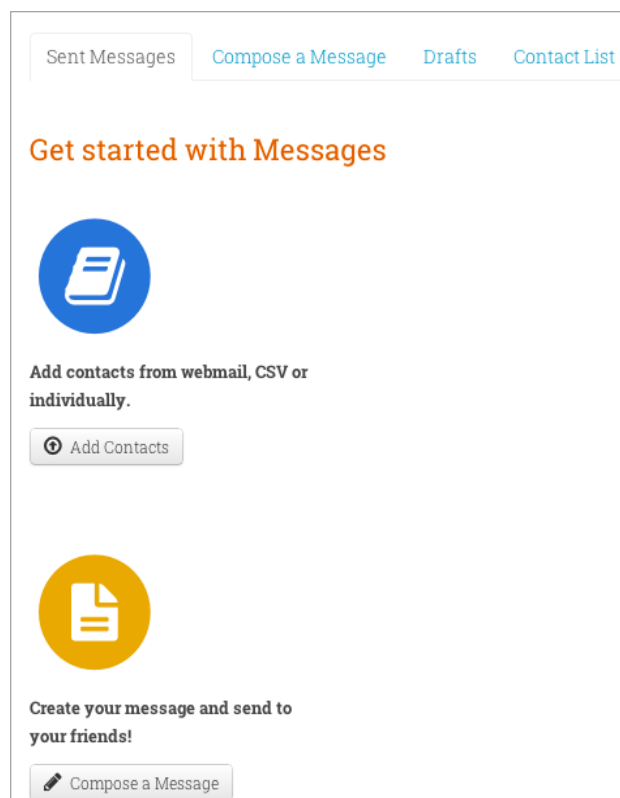 Sent Messages Compose a Message Drafts Contact List
Get started with Messages
Add contacts from webmail, CSV or
individually.
Add Contacts
Create your message and send to
your friends!
Compose a Message